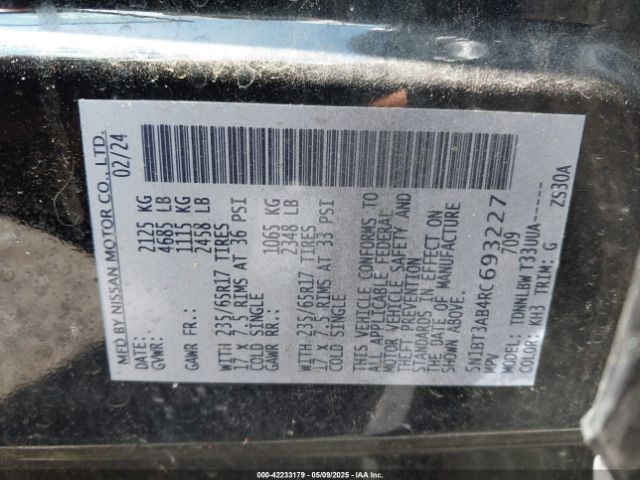 MFD BY NISSAN MOTOR CO., LTD.
DATE: 02/24
GVWR: 2125 KG
4685 LB
GAWR FR.: 1115 KG
2458 LB
WITH 235/65R17 TIRES
17 X 7.5 RIMS AT 36 PSI
COLD SINGLE
GAWR RR.: 1065 KG
2348 LB
WITH 235/65R17 TIRES
17 X 7.5 RIMS AT 33 PSI
COLD SINGLE
THIS VEHICLE CONFORMS TO
ALL APPLICABLE FEDERAL
MOTOR VEHICLE SAFETY AND
THEFT PREVENTION
STANDARDS IN EFFECT ON
THE DATE OF MANUFACTURE
SHOWN ABOVE.
5N1BT3AB4RC693227
MPV 709
MODEL: TDNNLBW T33UUA-----
COLOR: KH3 TRIM: G ZS30A
000-42233179 - 05/09/2025 - IAAI.COM